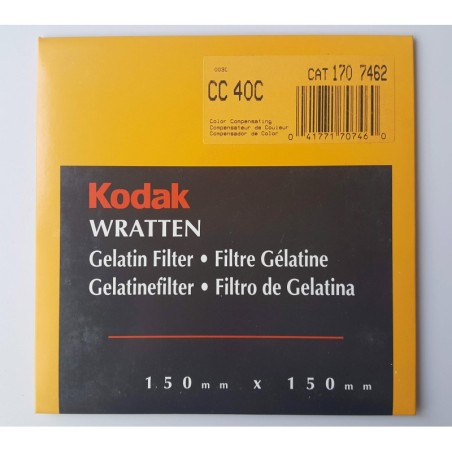 CC 40C
CAT 170 7462
Color Compensating
Compensateur de Couleur
Compensador de Color
0 41771 70746 0
Kodak
WRATTEN
Gelatin Filter • Filtre Gélatine
Gelatinefilter • Filtro de Gelatina
150mm x 150mm